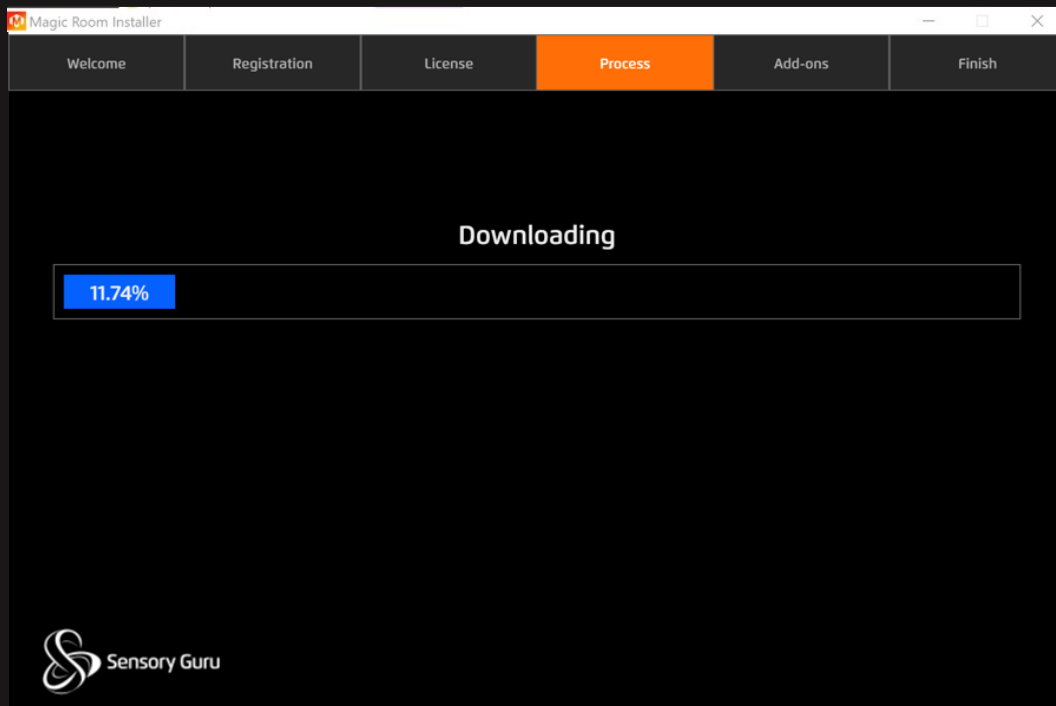 Magic Room Installer
Welcome Registration License Process Add-ons Finish
Downloading
11.74%
Sensory Guru